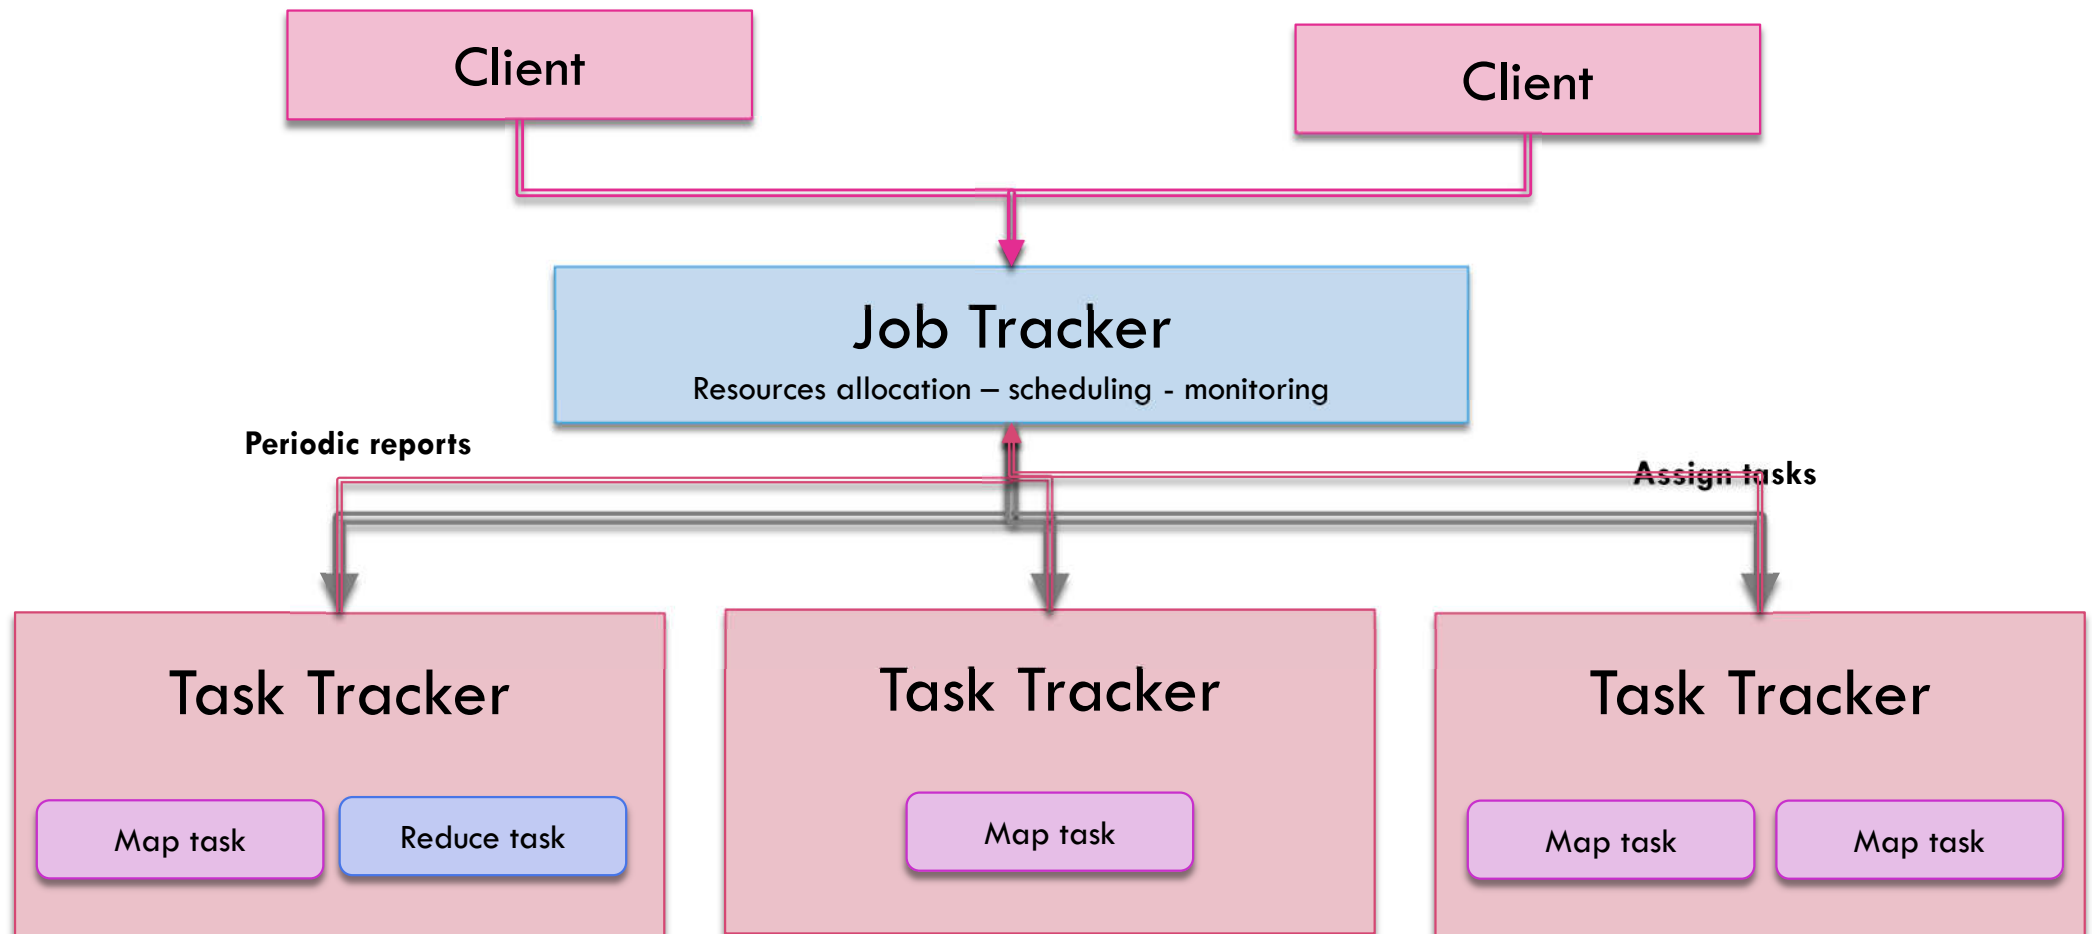 Client
Client
Job Tracker
Resources allocation – scheduling - monitoring
Periodic reports
Assign tasks
Task Tracker
Task Tracker
Task Tracker
Map task
Reduce task
Map task
Map task
Map task